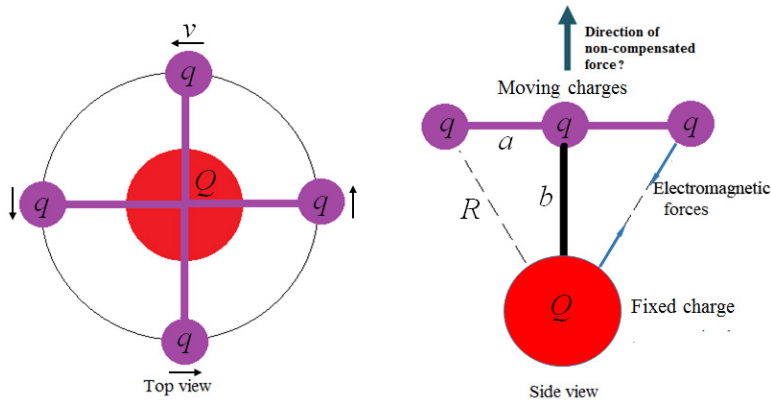 v
q
Q
q
q
q
Top view
Direction of
non-compensated
force?
Moving charges
q
q
q
a
Electromagnetic
forces
R
b
Q
Fixed charge
Side view